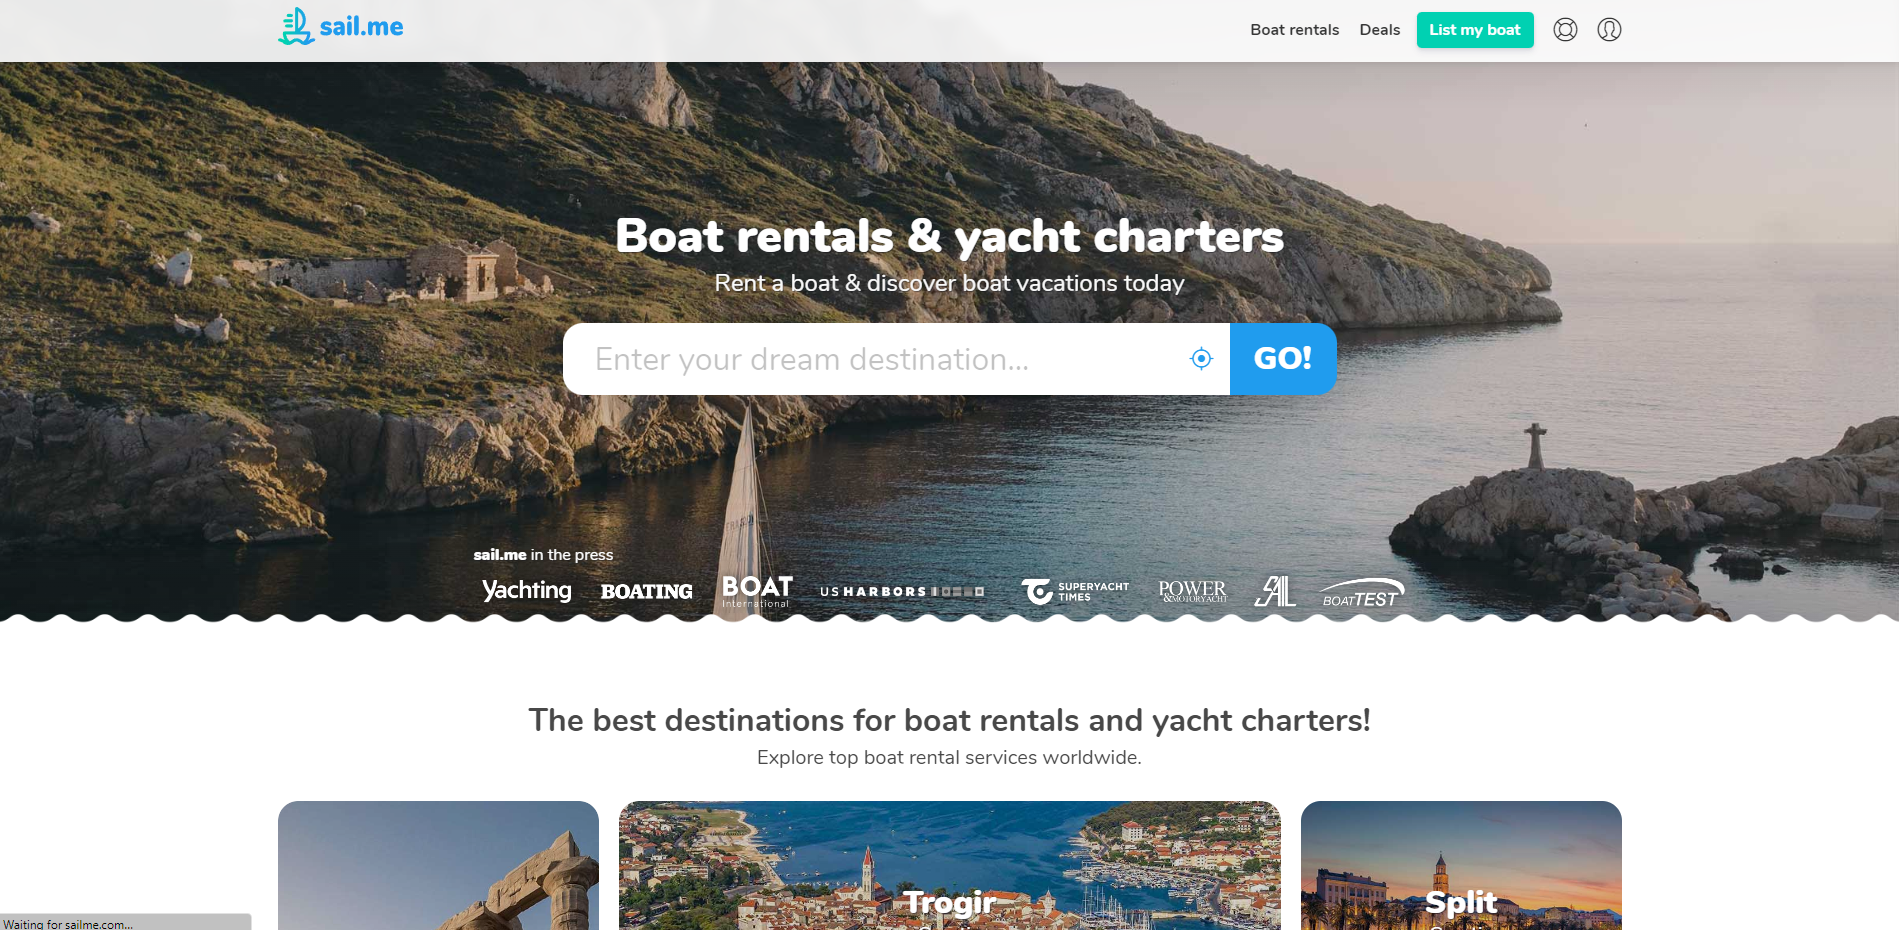 sail.me
Boat rentals
Deals
List my boat
Boat rentals & yacht charters
Rent a boat & discover boat vacations today
Enter your dream destination...
GO!
sail.me in the press
Yachting
BOATING
BOAT
International
US HARBORS
SUPERYACHT
TIMES
POWER
&MOTORYACHT
SAIL
BOATTEST
The best destinations for boat rentals and yacht charters!
Explore top boat rental services worldwide.
Trogir
Split
Waiting for sailme.com...